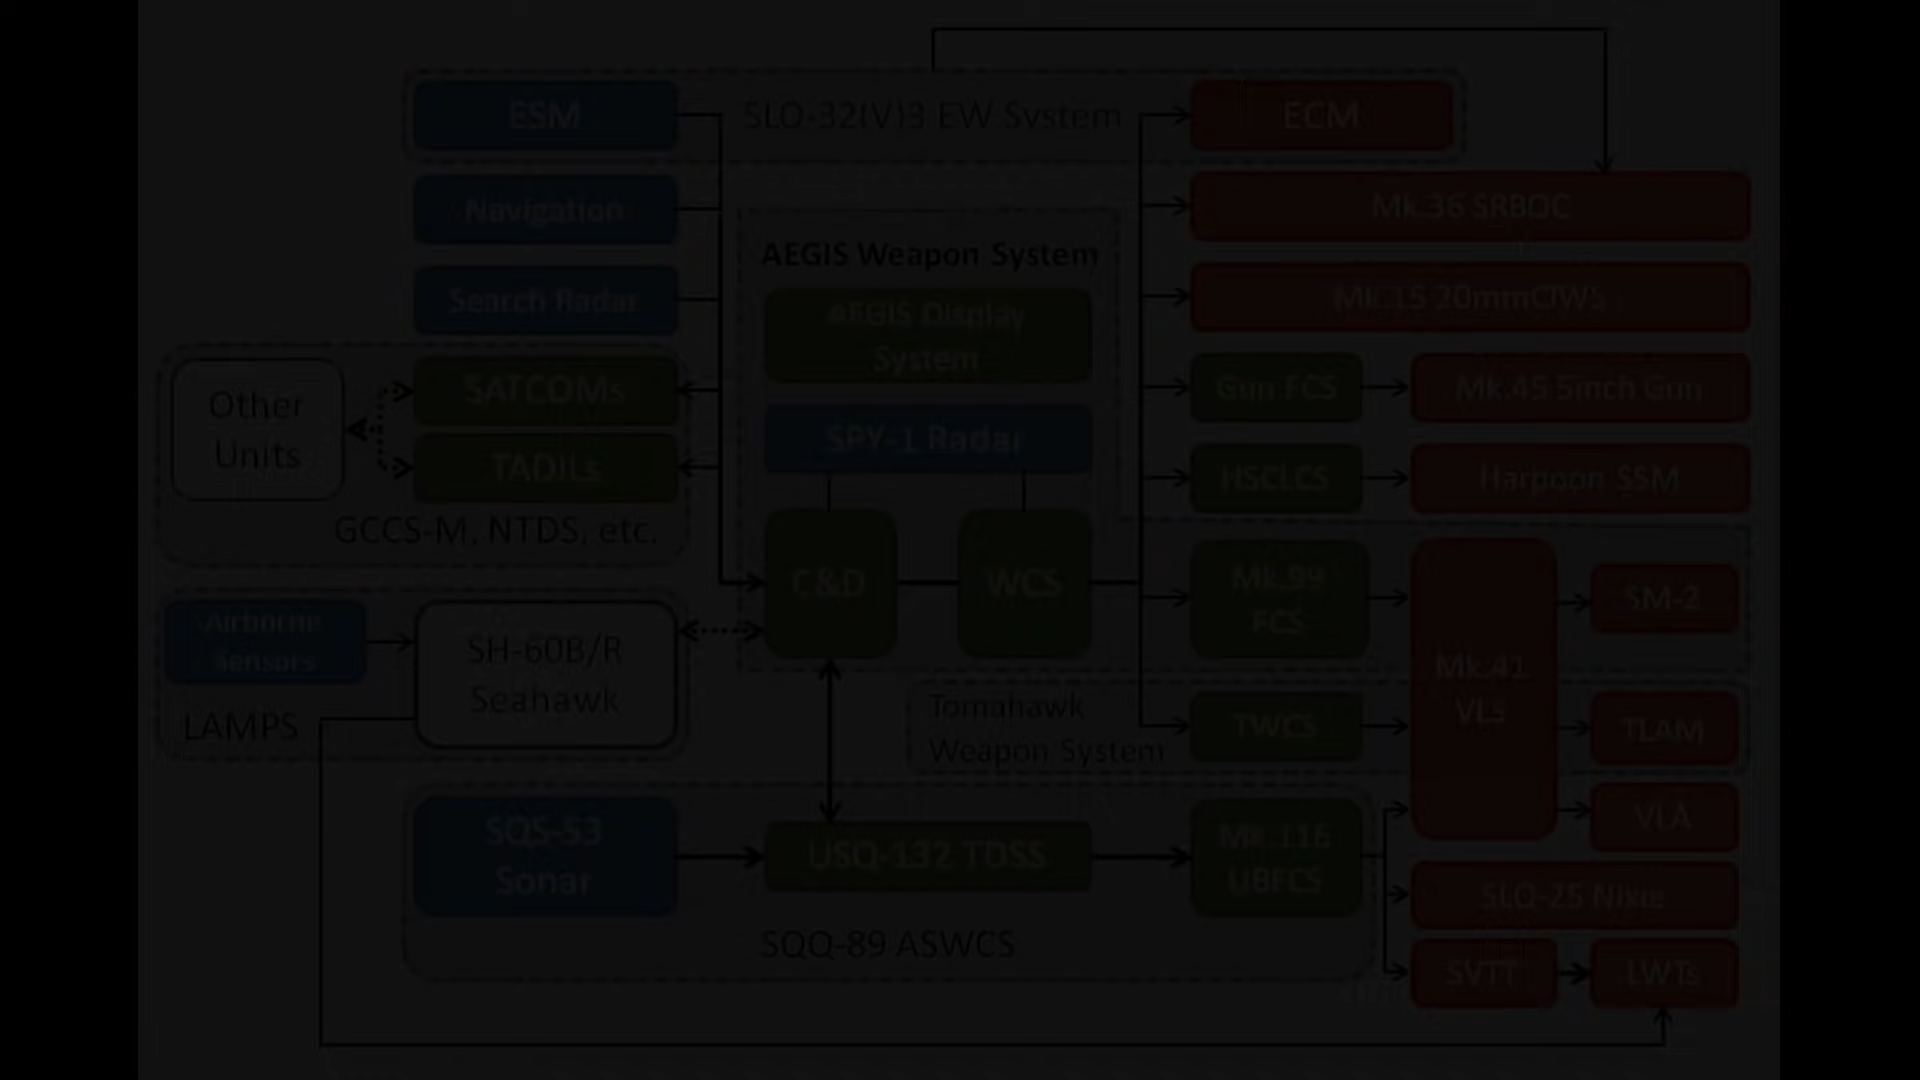 ESM
SLQ-32(V)3 EW System
ECM
Navigation
Mk.36 SRBOC
AEGIS Weapon System
Search Radar
Mk.15 20mmCIWS
AEGIS Display
System
Other
Units
SATCOMs
Gun FCS
Mk.45 5inch Gun
SPY-1 Radar
TADILs
HSCLCS
Harpoon SSM
GCCS-M, NTDS, etc.
C&D
WCS
Mk.99
FCS
SM-2
Airborne
Sensors
SH-60B/R
Seahawk
Mk.41
VLS
LAMPS
Tomahawk
Weapon System
TWCS
TLAM
SQS-53
Sonar
USQ-132 TDSS
Mk.116
UBFCS
VLA
SLQ-25 Nixie
SQQ-89 ASWCS
SVTT
LWTs